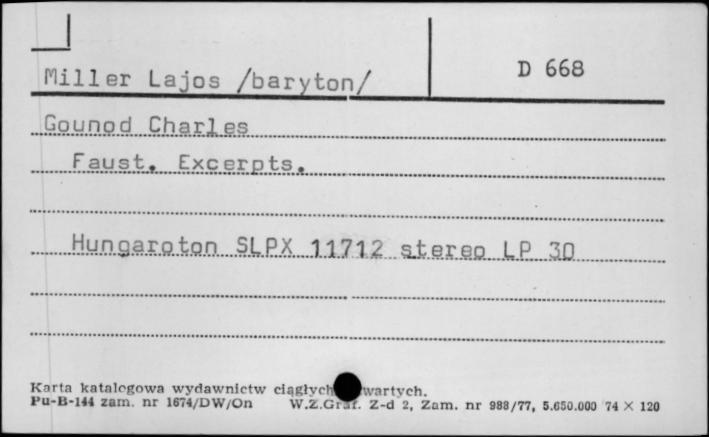 Miller Lajos /baryton/
D 668
Gounod Charles
Faust. Excerpts.
Hungaroton SLPX 11712 stereo LP 30
Karta katalogowa wydawnictw ciągłych wartych.
Pu-B-144 zam. nr 1674/DW/On W.Z.Graf. Z-d 2, Zam. nr 988/77, 5.650.000 74 × 120